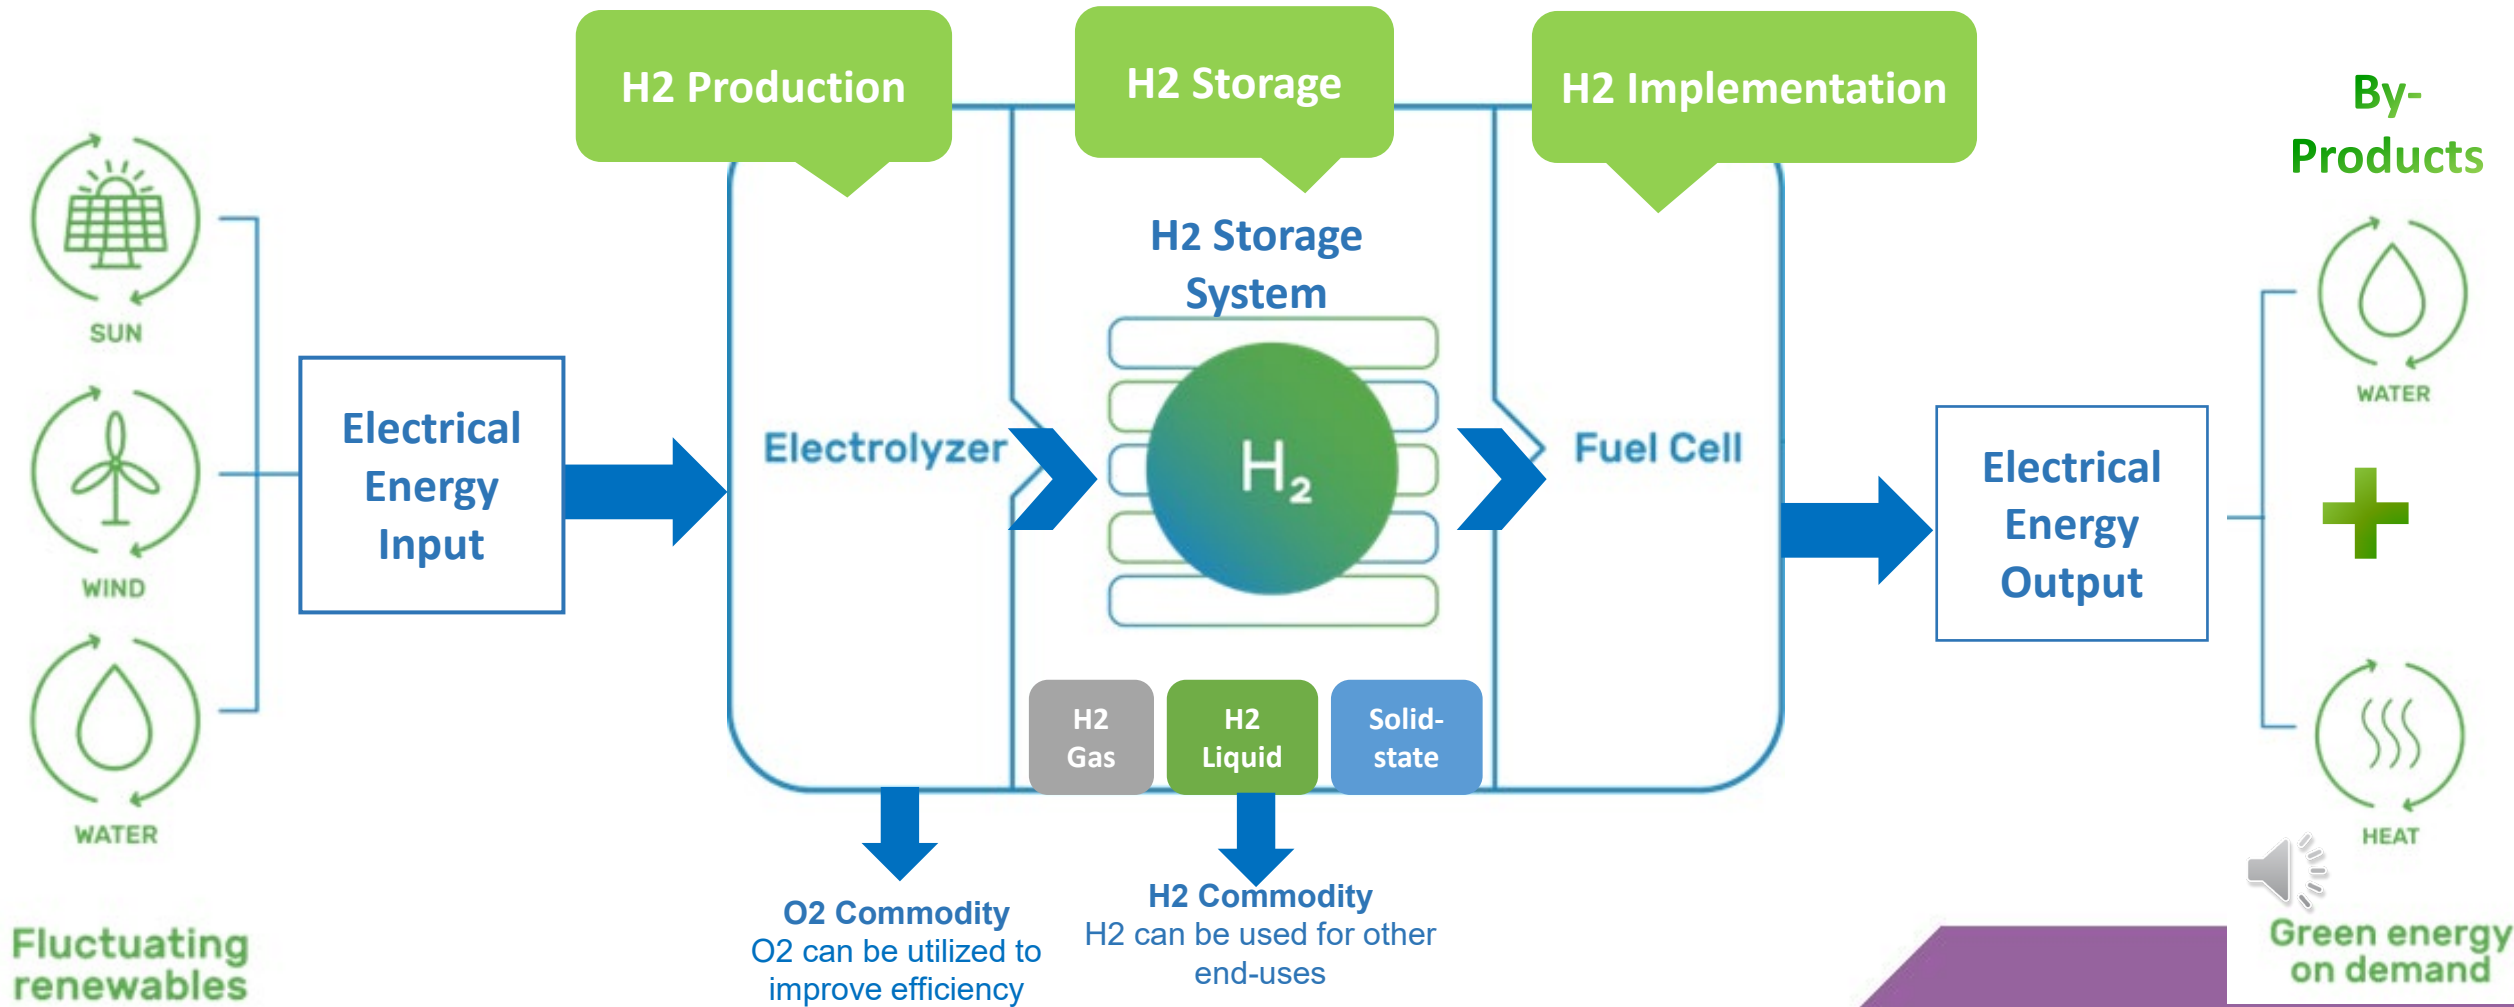 H2 Production
H2 Storage
H2 Implementation
By-
Products
SUN
WIND
WATER
Fluctuating
renewables
Electrical
Energy
Input
Electrolyzer
H2 Storage
System
H₂
H2
Gas
H2
Liquid
Solid-
state
Fuel Cell
O2 Commodity
O2 can be utilized to
improve efficiency
H2 Commodity
H2 can be used for other
end-uses
Electrical
Energy
Output
WATER
HEAT
Green energy
on demand